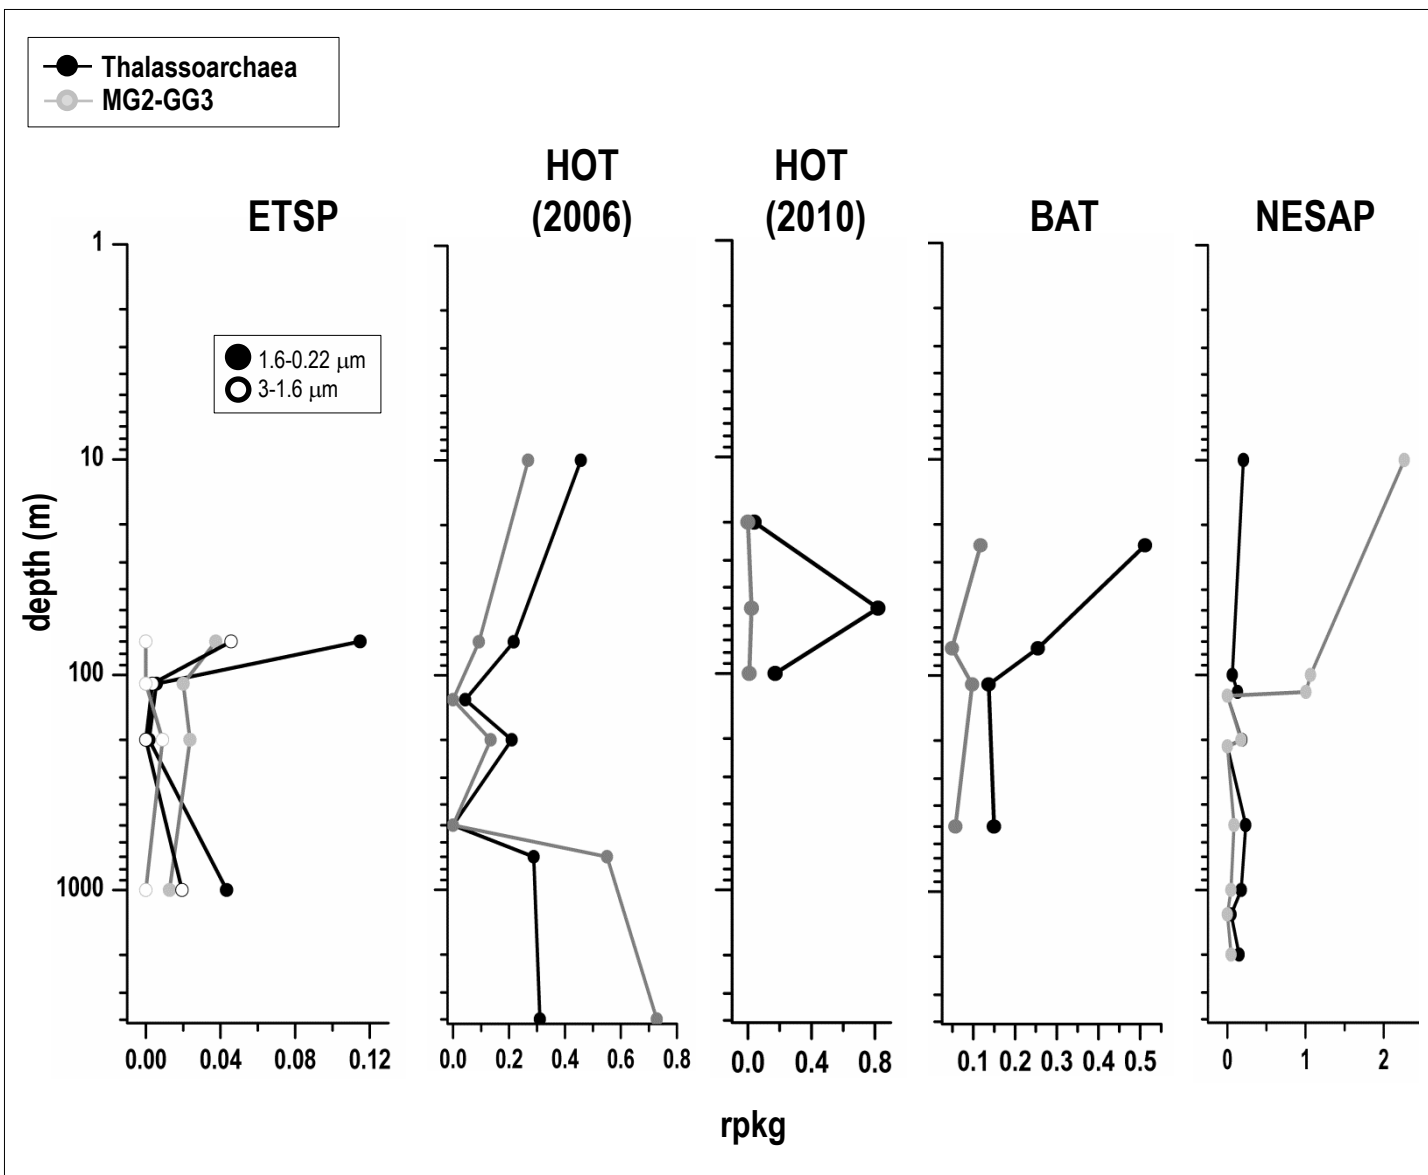 Thalassoarchaea
MG2-GG3
ETSP
HOT
(2006)
HOT
(2010)
BAT
NESAP
1.6-0.22 μm
3-1.6 μm
depth (m)
1
10
100
1000
0.00 0.04 0.08 0.12
0.0 0.2 0.4 0.6 0.8
0.0 0.4 0.8
0.1 0.2 0.3 0.4 0.5
0 1 2
rpkg